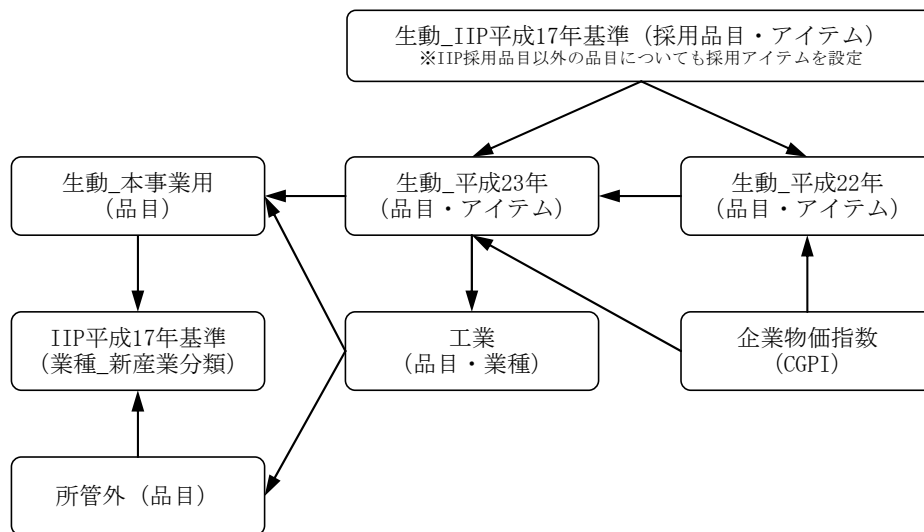 生動_IIP平成17年基準（採用品目・アイテム）
※IIP採用品目以外の品目についても採用アイテムを設定
生動_本事業用
（品目）
生動_平成23年
（品目・アイテム）
生動_平成22年
（品目・アイテム）
IIP平成17年基準
（業種_新産業分類）
工業
（品目・業種）
企業物価指数
（CGPI）
所管外（品目）